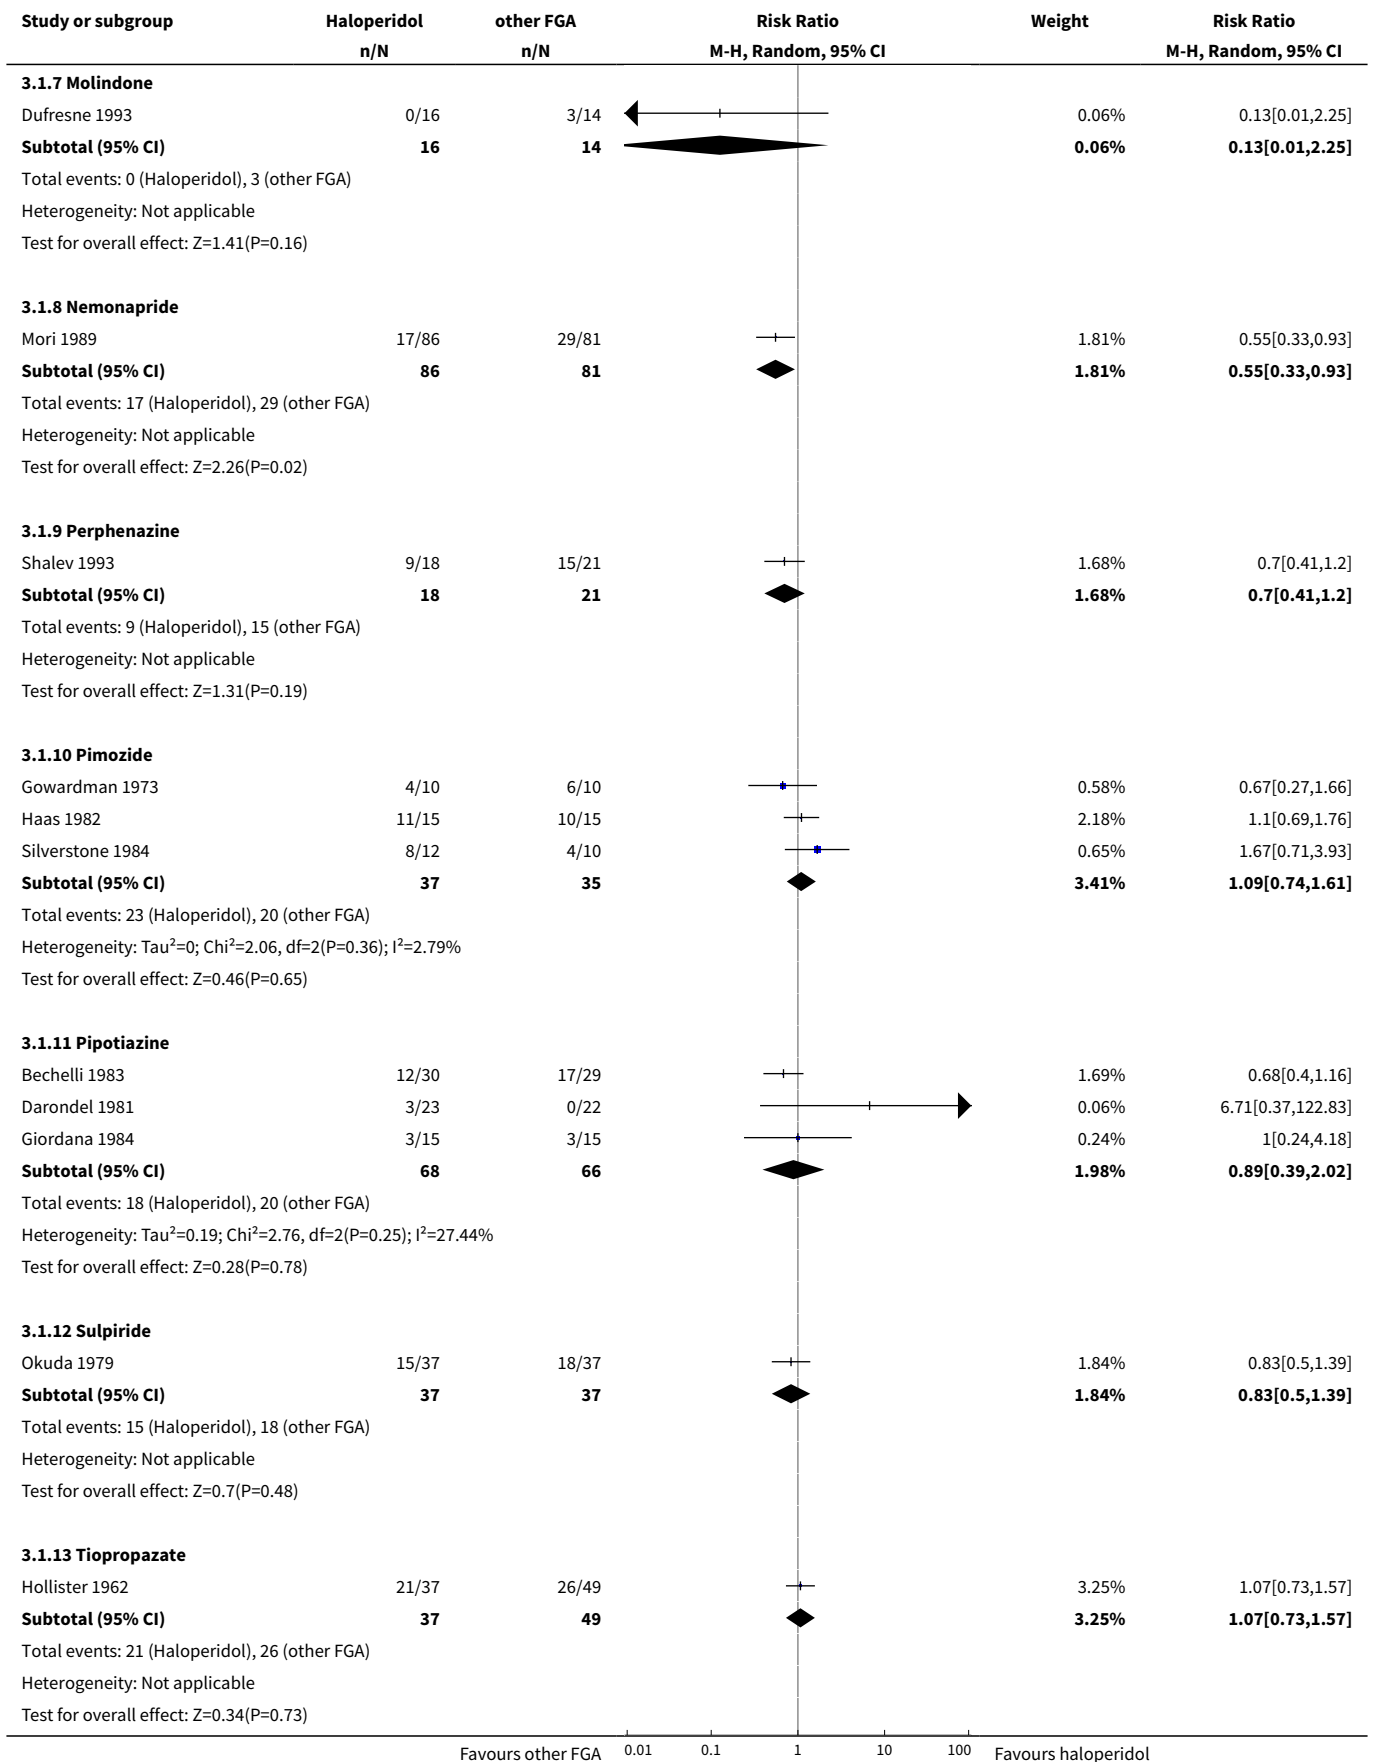 Study or subgroup Haloperidol other FGA Risk Ratio Weight Risk Ratio
n/N n/N M-H, Random, 95% CI M-H, Random, 95% CI
3.1.7 Molindone
Dufresne 1993 0/16 3/14 0.06% 0.13[0.01,2.25]
Subtotal (95% CI) 16 14 0.06% 0.13[0.01,2.25]
Total events: 0 (Haloperidol), 3 (other FGA)
Heterogeneity: Not applicable
Test for overall effect: Z=1.41(P=0.16)
3.1.8 Nemonapride
Mori 1989 17/86 29/81 1.81% 0.55[0.33,0.93]
Subtotal (95% CI) 86 81 1.81% 0.55[0.33,0.93]
Total events: 17 (Haloperidol), 29 (other FGA)
Heterogeneity: Not applicable
Test for overall effect: Z=2.26(P=0.02)
3.1.9 Perphenazine
Shalev 1993 9/18 15/21 1.68% 0.7[0.41,1.2]
Subtotal (95% CI) 18 21 1.68% 0.7[0.41,1.2]
Total events: 9 (Haloperidol), 15 (other FGA)
Heterogeneity: Not applicable
Test for overall effect: Z=1.31(P=0.19)
3.1.10 Pimozide
Gowardman 1973 4/10 6/10 0.58% 0.67[0.27,1.66]
Haas 1982 11/15 10/15 2.18% 1.1[0.69,1.76]
Silverstone 1984 8/12 4/10 0.65% 1.67[0.71,3.93]
Subtotal (95% CI) 37 35 3.41% 1.09[0.74,1.61]
Total events: 23 (Haloperidol), 20 (other FGA)
Heterogeneity: Tau²=0; Chi²=2.06, df=2(P=0.36); I²=2.79%
Test for overall effect: Z=0.46(P=0.65)
3.1.11 Pipotiazine
Bechelli 1983 12/30 17/29 1.69% 0.68[0.4,1.16]
Darondel 1981 3/23 0/22 0.06% 6.71[0.37,122.83]
Giordana 1984 3/15 3/15 0.24% 1[0.24,4.18]
Subtotal (95% CI) 68 66 1.98% 0.89[0.39,2.02]
Total events: 18 (Haloperidol), 20 (other FGA)
Heterogeneity: Tau²=0.19; Chi²=2.76, df=2(P=0.25); I²=27.44%
Test for overall effect: Z=0.28(P=0.78)
3.1.12 Sulpiride
Okuda 1979 15/37 18/37 1.84% 0.83[0.5,1.39]
Subtotal (95% CI) 37 37 1.84% 0.83[0.5,1.39]
Total events: 15 (Haloperidol), 18 (other FGA)
Heterogeneity: Not applicable
Test for overall effect: Z=0.7(P=0.48)
3.1.13 Tiopropazate
Hollister 1962 21/37 26/49 3.25% 1.07[0.73,1.57]
Subtotal (95% CI) 37 49 3.25% 1.07[0.73,1.57]
Total events: 21 (Haloperidol), 26 (other FGA)
Heterogeneity: Not applicable
Test for overall effect: Z=0.34(P=0.73)
Favours other FGA 0.01 0.1 1 10 100 Favours haloperidol